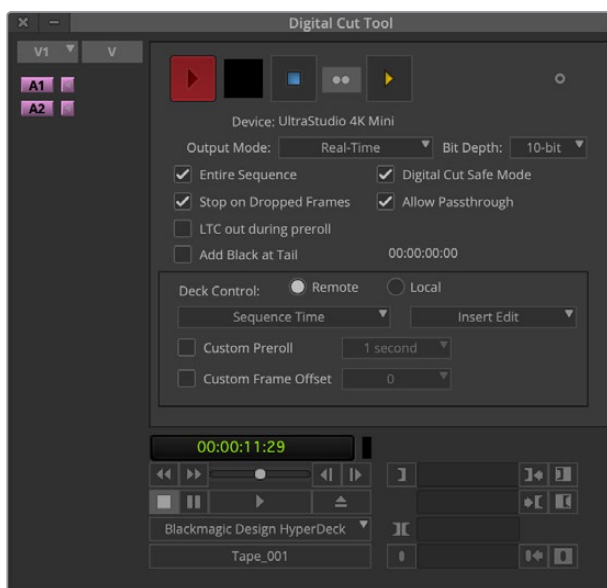 Digital Cut Tool
V1 V
A1
A2
Device: UltraStudio 4K Mini
Output Mode: Real-Time Bit Depth: 10-bit
Entire Sequence Digital Cut Safe Mode
Stop on Dropped Frames Allow Passthrough
LTC out during preroll
Add Black at Tail 00:00:00:00
Deck Control: Remote Local
Sequence Time Insert Edit
Custom Preroll 1 second
Custom Frame Offset 0
00:00:11:29
Blackmagic Design HyperDeck
Tape_001